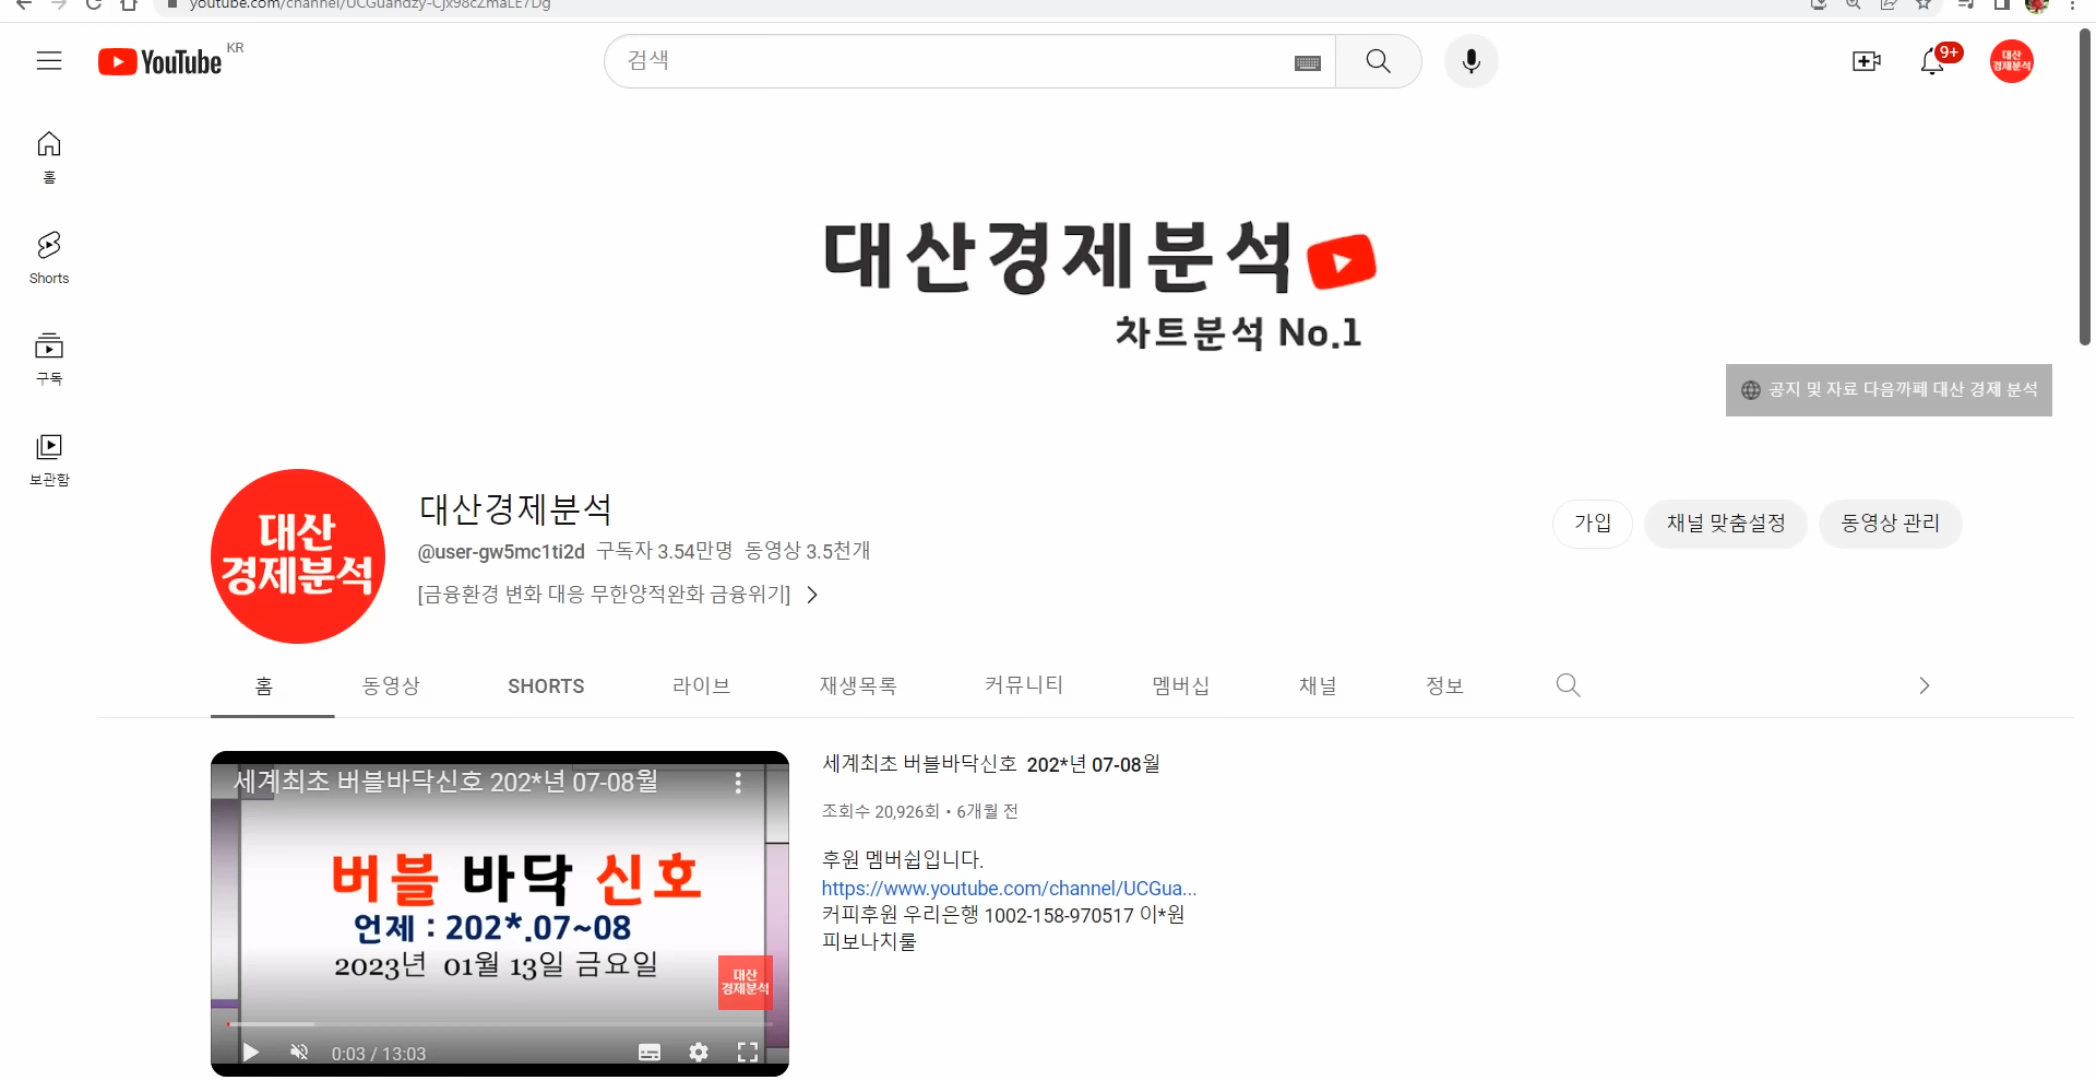 youtube.com/channel/UCGuandzy-Cjx98cZmaLE7Dg
YouTube KR
검색
9+
대산
경제분석
홈
Shorts
구독
보관함
대산경제분석
차트분석 No.1
공지 및 자료 다음까페 대산 경제 분석
대산
경제분석
대산경제분석
@user-gw5mc1ti2d 구독자 3.54만명 동영상 3.5천개
[금융환경 변화 대응 무한양적완화 금융위기]
가입
채널 맞춤설정
동영상 관리
홈 동영상 SHORTS 라이브 재생목록 커뮤니티 멤버십 채널 정보
세계최초 버블바닥신호 202*년 07-08월
버블 바닥 신호
언제 : 202*.07~08
2023년 01월 13일 금요일
대산
경제분석
0:03 / 13:03
세계최초 버블바닥신호 202*년 07-08월
조회수 20,926회 • 6개월 전
후원 멤버쉽입니다.
https://www.youtube.com/channel/UCGua...
커피후원 우리은행 1002-158-970517 이*원
피보나치룰